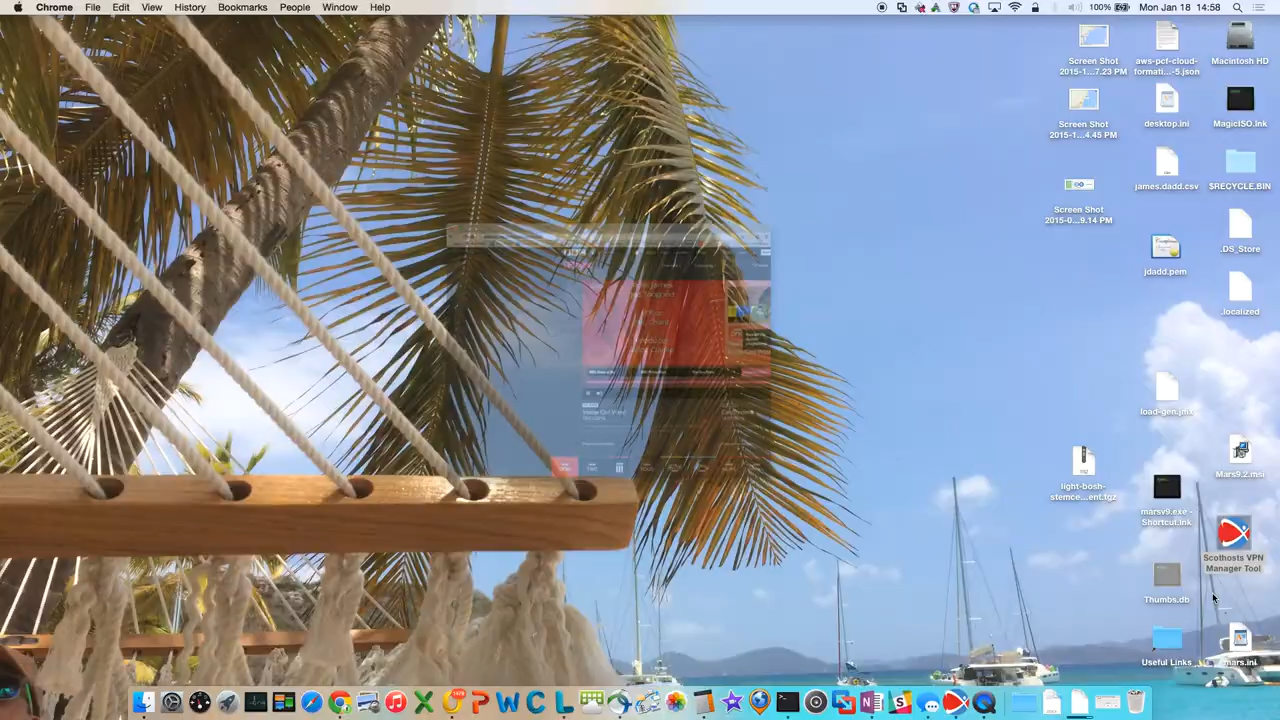 Chrome File Edit View History Bookmarks People Window Help
100% Mon Jan 18 14:58
Screen Shot
2015-1...7.23 PM
aws-pcf-cloud-
formati...-5.json
Macintosh HD
Screen Shot
2015-1...4.45 PM
desktop.ini
MagicISO.lnk
Screen Shot
2015-0...9.14 PM
james.dadd.csv
$RECYCLE.BIN
jdadd.pem
.DS_Store
.localized
load-gen.jmx
Mars9.2.msi
light-bosh-
stemce...ent.tgz
marsv9.exe -
Shortcut.lnk
Scothosts VPN
Manager Tool
Thumbs.db
Useful Links
mars.ini